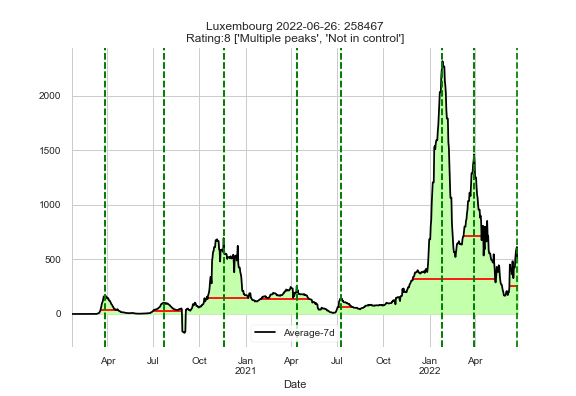 Luxembourg 2022-06-26: 258467
Rating:8 ['Multiple peaks', 'Not in control']
2000
1500
1000
500
0
Average-7d
Apr Jul Oct Jan Apr Jul Oct Jan Apr
2021 2022
Date